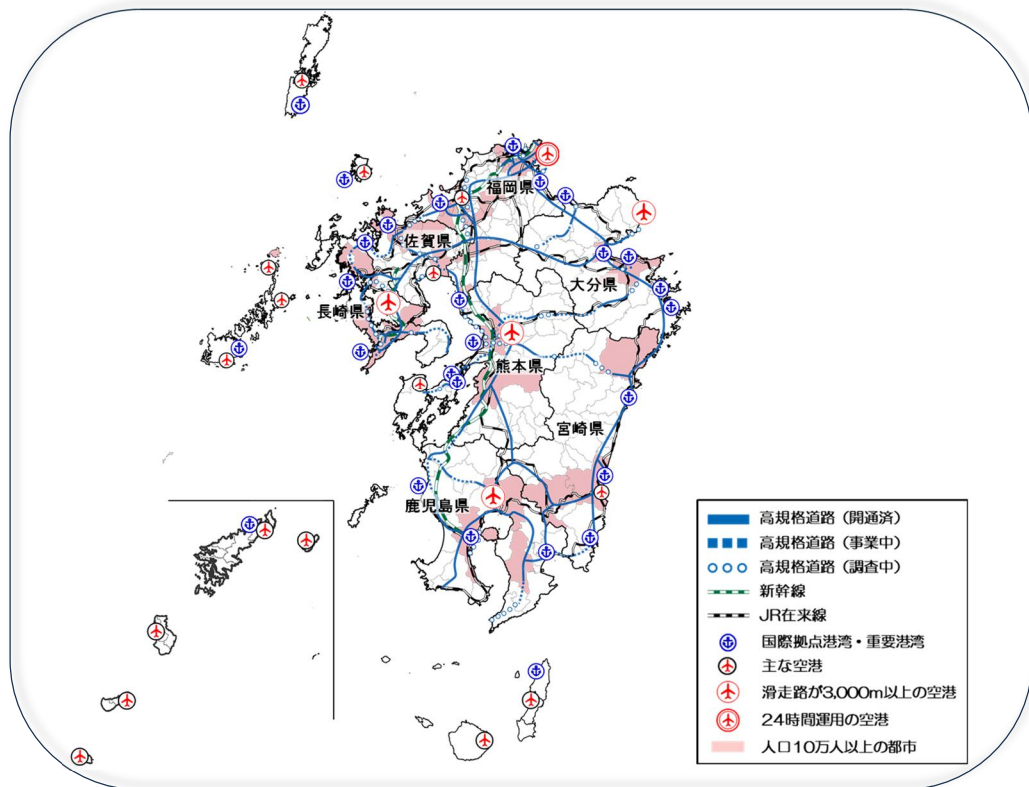 福岡県
佐賀県
大分県
長崎県
熊本県
宮崎県
鹿児島県
高規格道路（開通済）
高規格道路（事業中）
高規格道路（調査中）
新幹線
JR在来線
国際拠点港湾・重要港湾
主な空港
滑走路が3,000m以上の空港
24時間運用の空港
人口10万人以上の都市